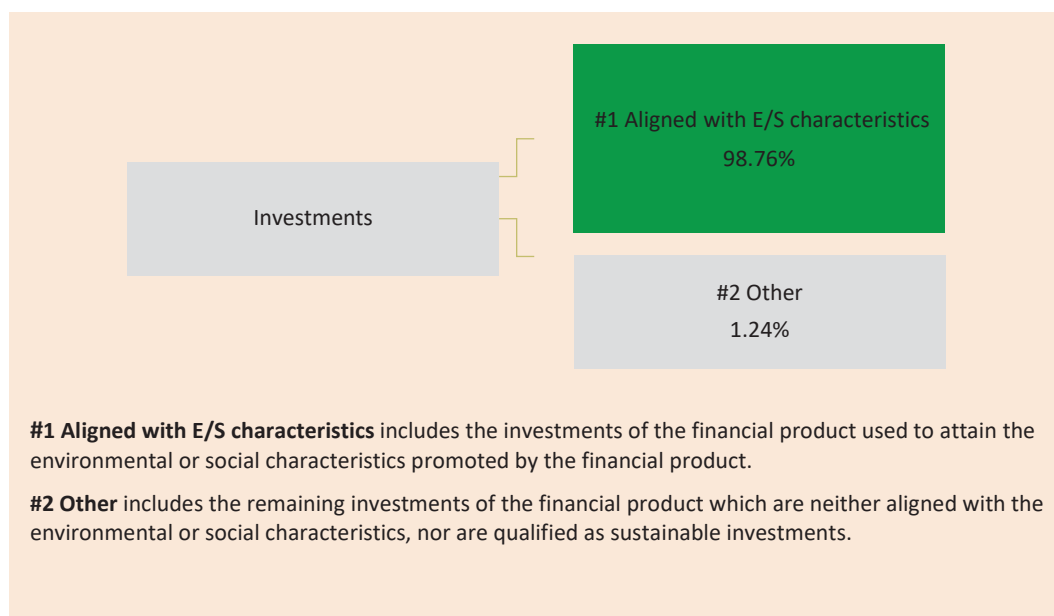 #1 Aligned with E/S characteristics
98.76%
Investments
#2 Other
1.24%
#1 Aligned with E/S characteristics includes the investments of the financial product used to attain the
environmental or social characteristics promoted by the financial product.
#2 Other includes the remaining investments of the financial product which are neither aligned with the
environmental or social characteristics, nor are qualified as sustainable investments.